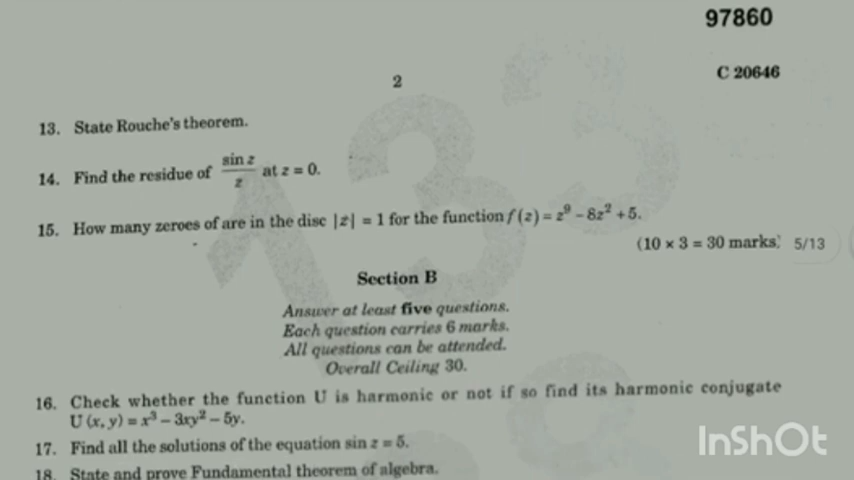 97860
C 20646
2
13. State Rouche's theorem.
14. Find the residue of sin z / z at z = 0.
15. How many zeroes of are in the disc |z| = 1 for the function f (z) = z⁹ – 8z² + 5.
(10 × 3 = 30 marks) 5/13
Section B
Answer at least five questions.
Each question carries 6 marks.
All questions can be attended.
Overall Ceiling 30.
16. Check whether the function U is harmonic or not if so find its harmonic conjugate
U (x, y) = x³ – 3xy² – 5y.
17. Find all the solutions of the equation sin z = 5.
18. State and prove Fundamental theorem of algebra.
InShOt